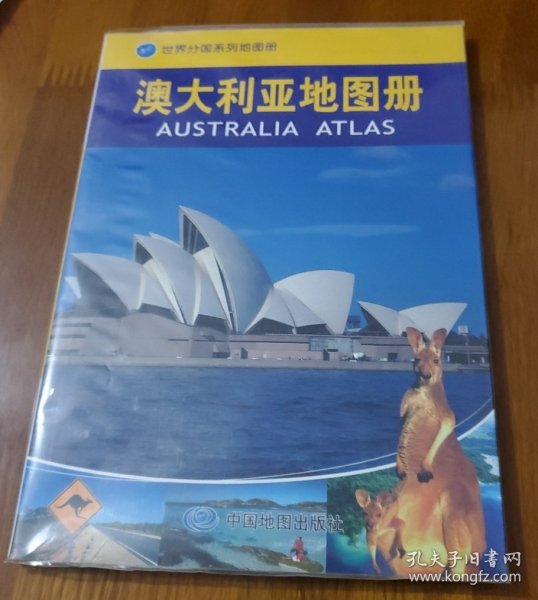 世界分国系列地图册
澳大利亚地图册
AUSTRALIA ATLAS
中国地图出版社
孔夫子旧书网
www.kongfz.com